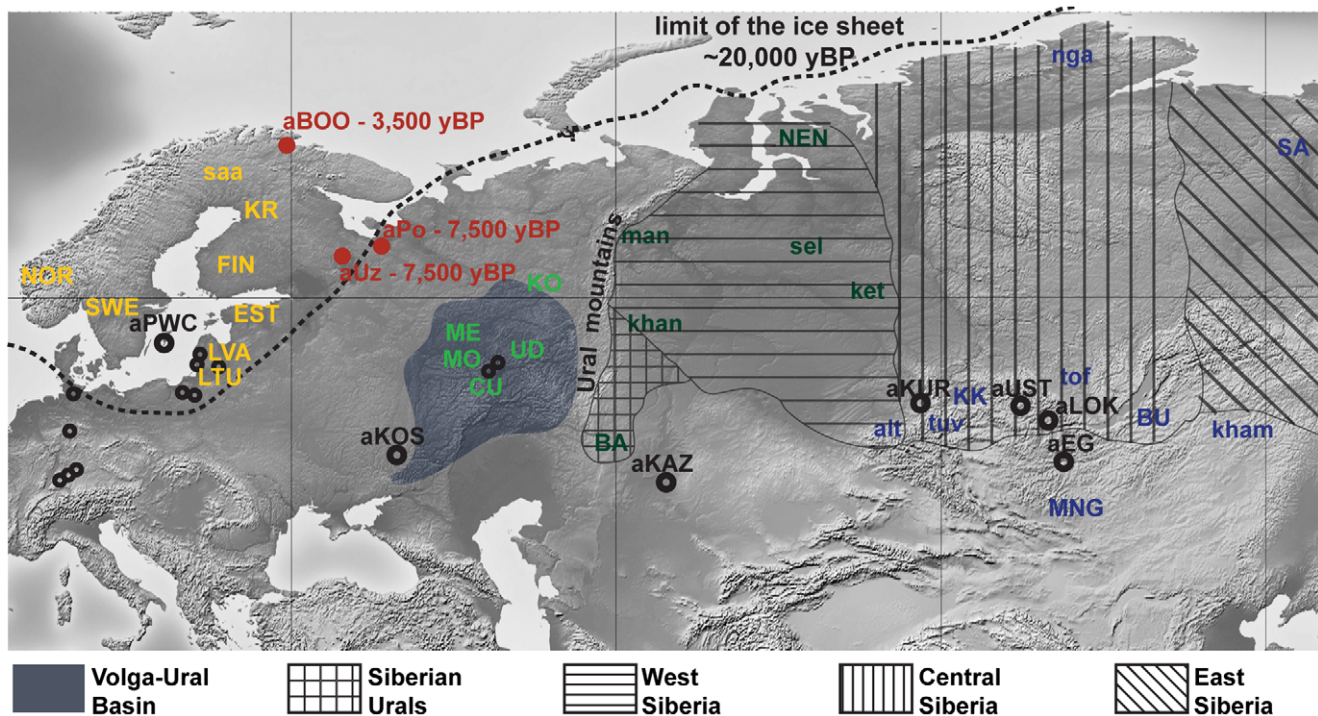 limit of the ice sheet
~20,000 yBP
nga
aBOO - 3,500 yBP
NEN
SA
saa
KR
aPo - 7,500 yBP
man
sel
FIN
aUz - 7,500 yBP
NOR
KO
ket
SWE
EST
aPWC
ME
khan
Ural mountains
LVA
MO
UD
LTU
CU
aKUR
KK
aUST
tof
aLOK
BU
alt
tuv
kham
aKOS
BA
aEG
aKAZ
MNG
Volga-Ural
Basin
Siberian
Urals
West
Siberia
Central
Siberia
East
Siberia